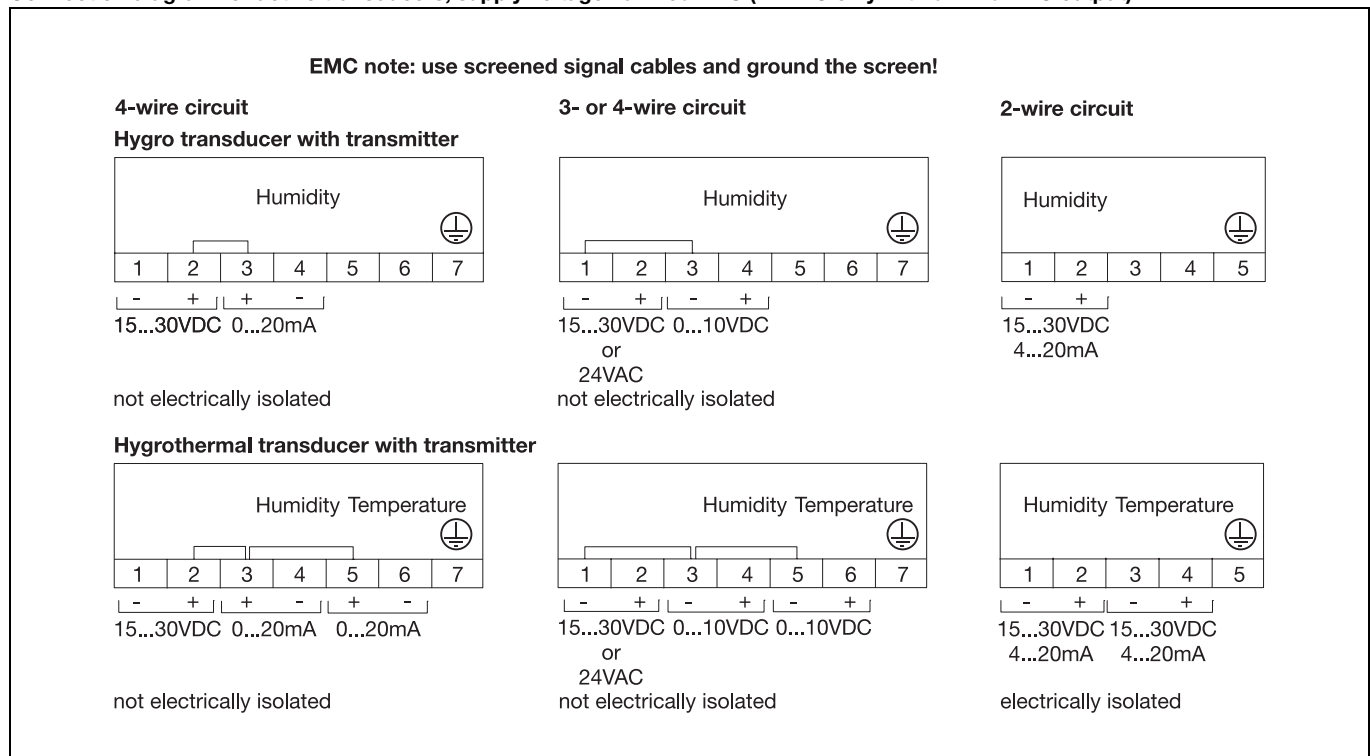 EMC note: use screened signal cables and ground the screen!
4-wire circuit
3- or 4-wire circuit
2-wire circuit
Hygro transducer with transmitter
Humidity
1 2 3 4 5 6 7
- + + -
15...30VDC 0...20mA
not electrically isolated
Humidity
1 2 3 4 5 6 7
- + - +
15...30VDC 0...10VDC
or
24VAC
not electrically isolated
Humidity
1 2 3 4 5
- +
15...30VDC
4...20mA
Hygrothermal transducer with transmitter
Humidity Temperature
1 2 3 4 5 6 7
- + + - + -
15...30VDC 0...20mA 0...20mA
not electrically isolated
Humidity Temperature
1 2 3 4 5 6 7
- + - + - +
15...30VDC 0...10VDC 0...10VDC
or
24VAC
not electrically isolated
Humidity Temperature
1 2 3 4 5
- + - +
15...30VDC 15...30VDC
4...20mA 4...20mA
electrically isolated